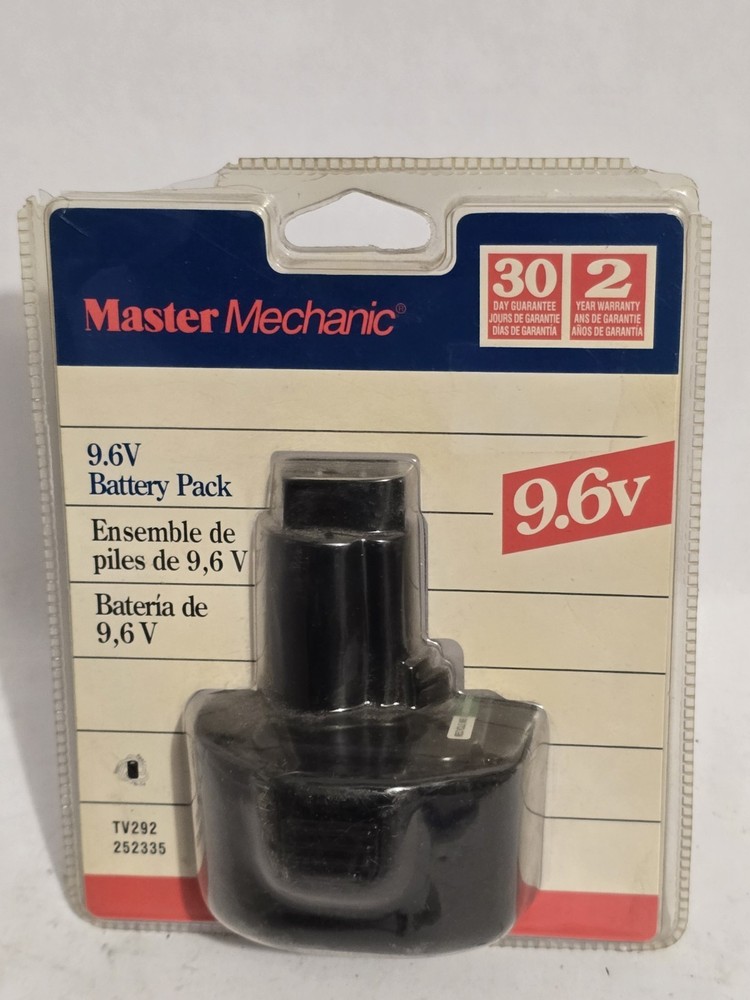 Master Mechanic®
30
DAY GUARANTEE
JOURS DE GARANTIE
DIAS DE GARANTÍA
2
YEAR WARRANTY
ANS DE GARANTIE
AÑOS DE GARANTÍA
9.6V
Battery Pack
9.6v
Ensemble de
piles de 9,6 V
Batería de
9,6 V
TV292
252335